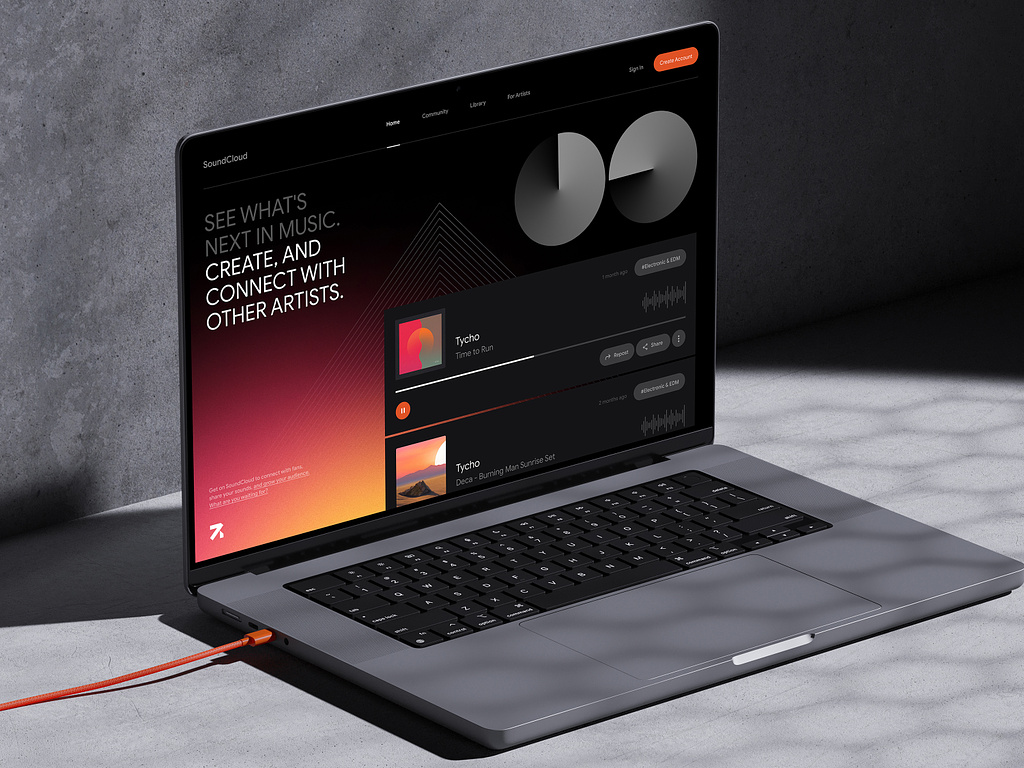 Sign In
Create Account
Home
Community
Library
For Artists
SoundCloud
SEE WHAT'S
NEXT IN MUSIC.
CREATE, AND
CONNECT WITH
OTHER ARTISTS.
1 month ago
#Electronic & EDM
Tycho
Time to Run
Repost
Share
2 months ago
#Electronic & EDM
Tycho
Deca - Burning Man Sunrise Set
Get on SoundCloud to connect with fans,
share your sounds, and grow your audience.
What are you waiting for?